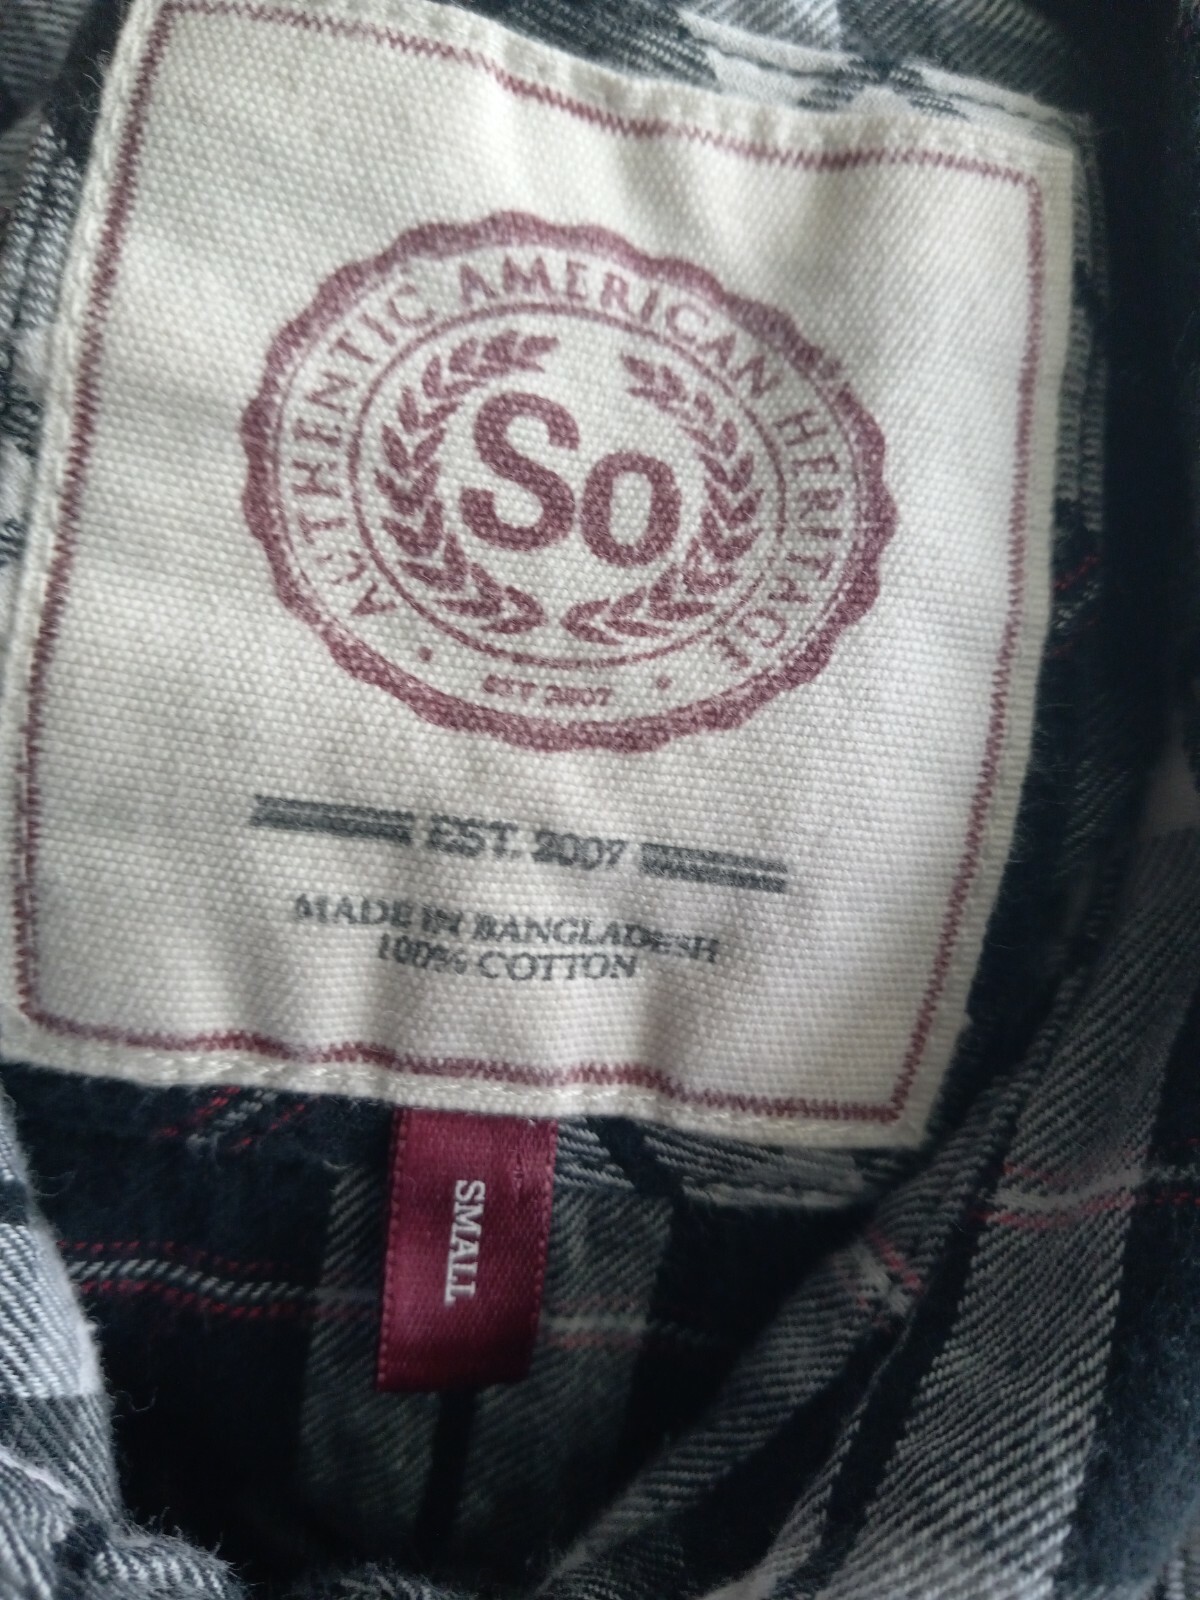 AUTHENTIC AMERICAN HERITAGE
So
EST 2007
EST. 2007
MADE IN BANGLADESH
100% COTTON
SMALL